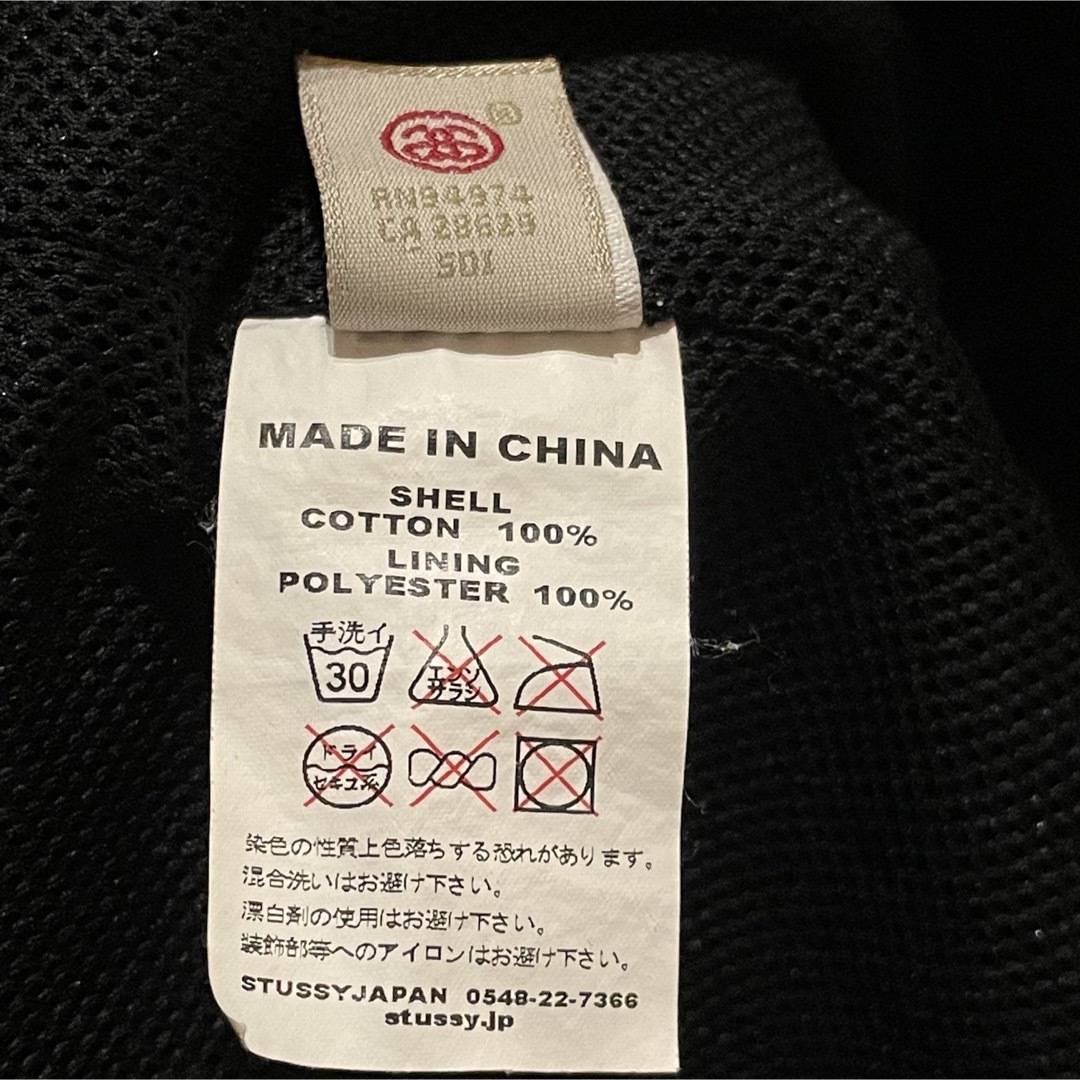 RN94974
CA 28629
SDI
MADE IN CHINA
SHELL
COTTON 100%
LINING
POLYESTER 100%
手洗イ
30
エンソ
サラシ
ドライ
セキユ系
染色の性質上色落ちする恐れがあります。
混合洗いはお避け下さい。
漂白剤の使用はお避け下さい。
装飾部等へのアイロンはお避け下さい。
STUSSYJAPAN 0548-22-7366
stussy.jp